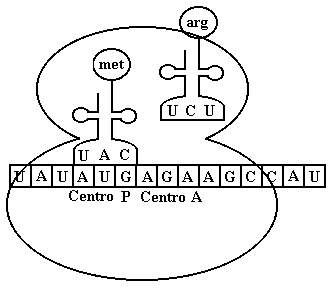 arg
met
U C U
U A C
U A U A U G A G A A G C C A U
Centro P Centro A